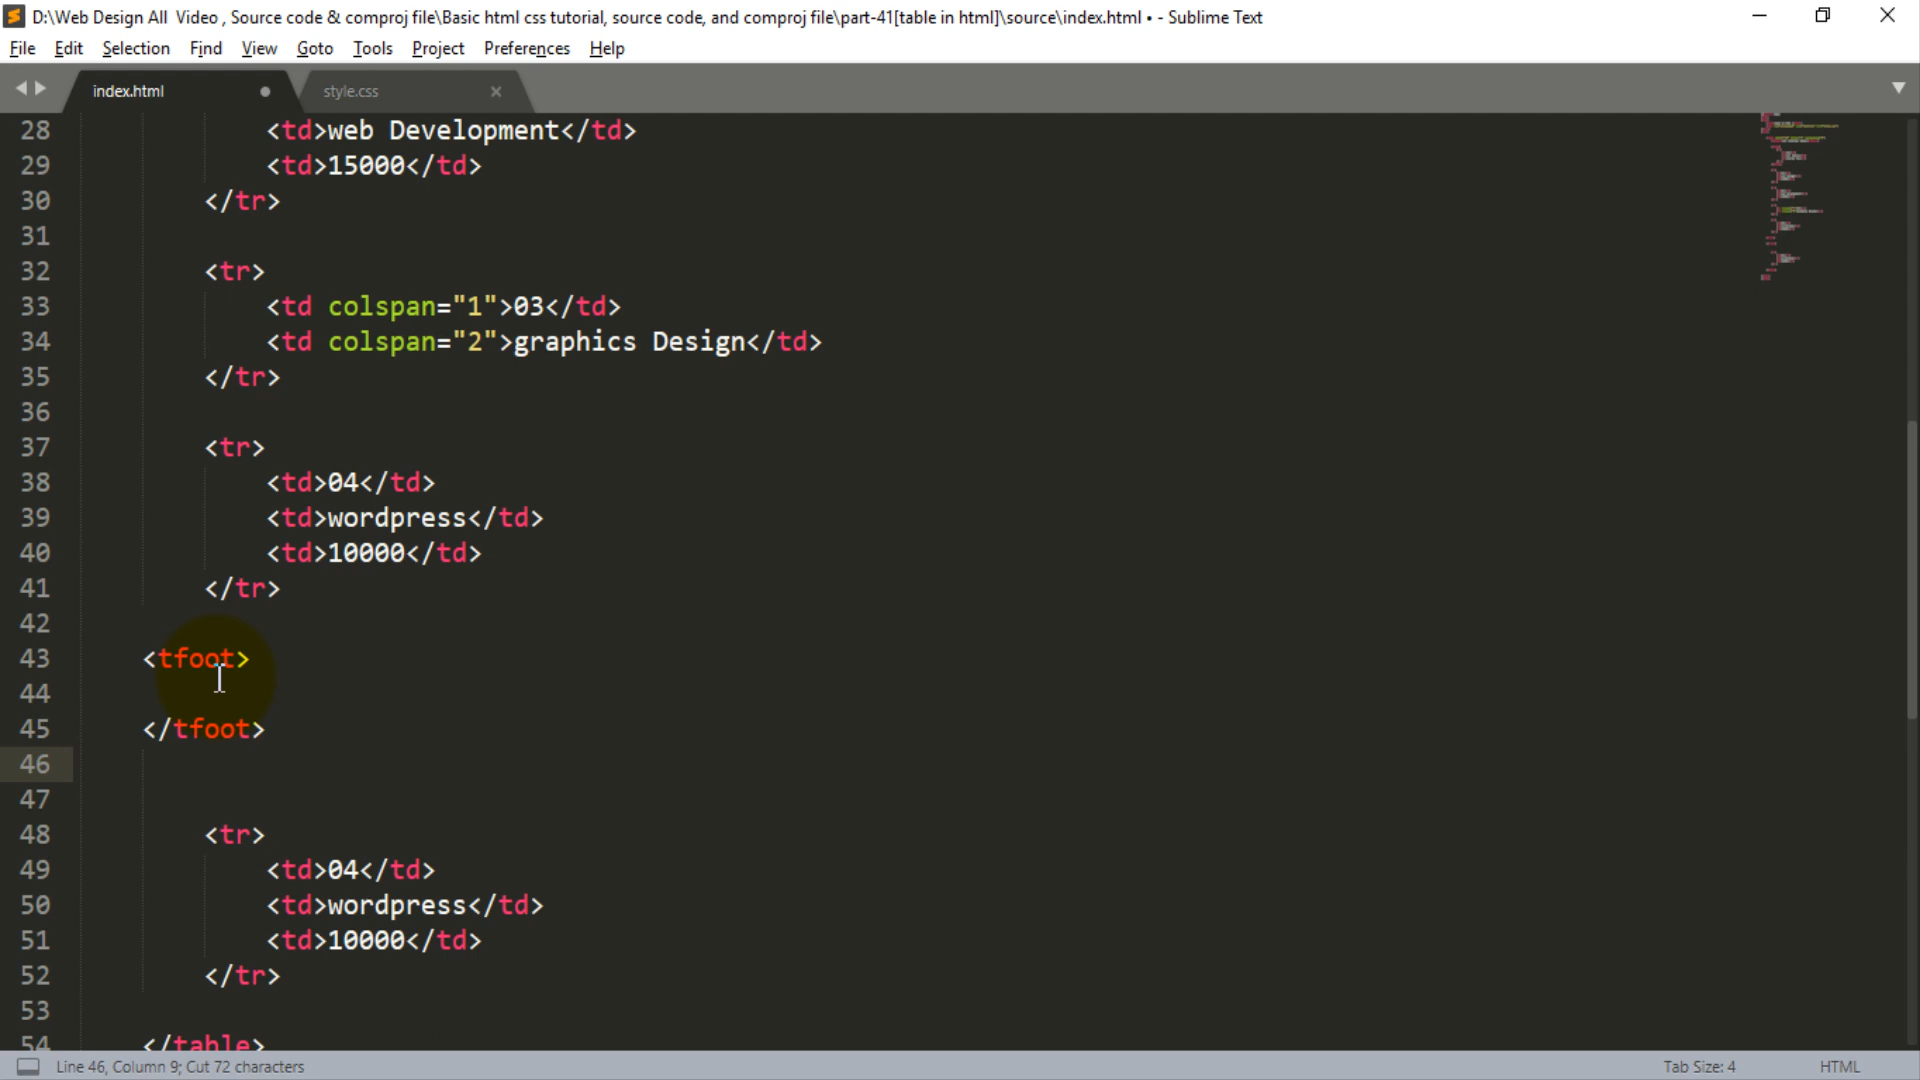 D:\Web Design All Video , Source code & comproj file\Basic html css tutorial, source code, and comproj file\part-41[table in html]\source\index.html • - Sublime Text
File Edit Selection Find View Goto Tools Project Preferences Help
index.html style.css
28 <td>web Development</td>
29 <td>15000</td>
30 </tr>
31
32 <tr>
33 <td colspan="1">03</td>
34 <td colspan="2">graphics Design</td>
35 </tr>
36
37 <tr>
38 <td>04</td>
39 <td>wordpress</td>
40 <td>10000</td>
41 </tr>
42
43 <tfoot>
44
45 </tfoot>
46
47
48 <tr>
49 <td>04</td>
50 <td>wordpress</td>
51 <td>10000</td>
52 </tr>
53
54 </table>
Line 46, Column 9; Cut 72 characters Tab Size: 4 HTML